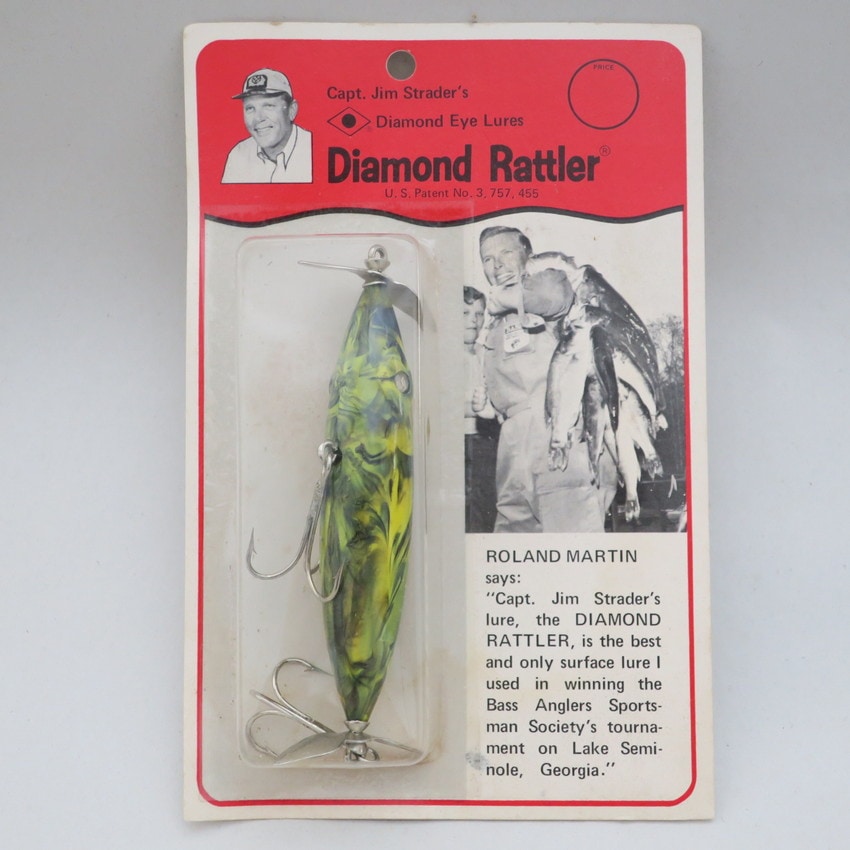 PRICE
Capt. Jim Strader's
Diamond Eye Lures
®
Diamond Rattler®
U. S. Patent No. 3, 757, 455
ROLAND MARTIN
says:
"Capt. Jim Strader's
lure, the DIAMOND
RATTLER, is the best
and only surface lure I
used in winning the
Bass Anglers Sports-
man Society's tourna-
ment on Lake Semi-
nole, Georgia."